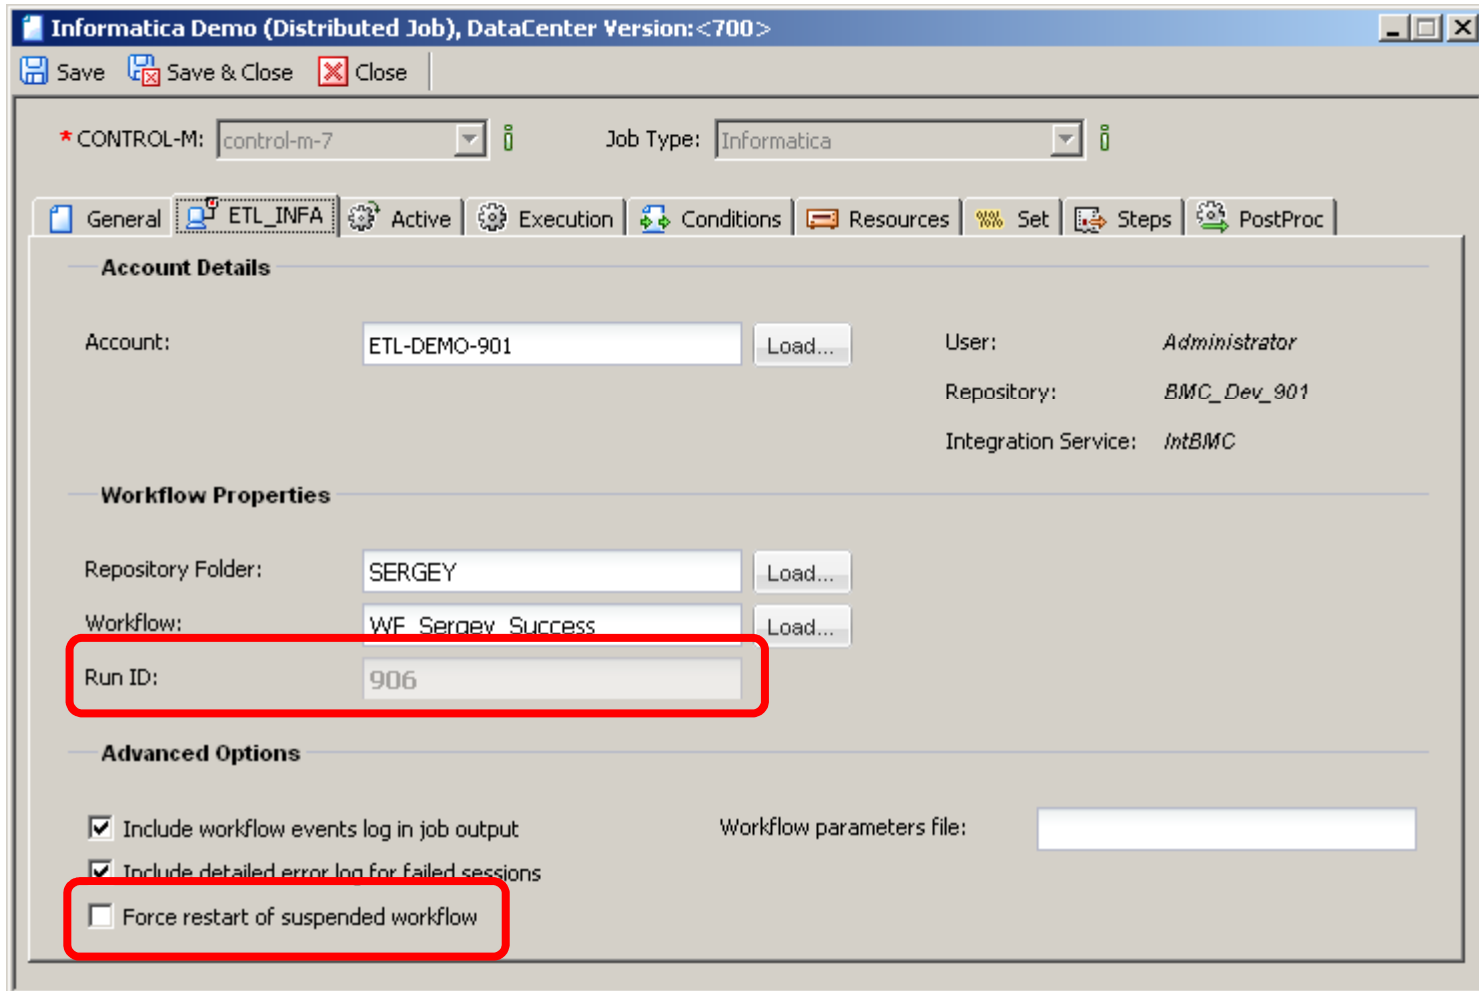 Informatica Demo (Distributed Job), DataCenter Version:<700>
Save Save & Close Close
* CONTROL-M: control-m-7 Job Type: Informatica
General ETL_INFA Active Execution Conditions Resources Set Steps PostProc
Account Details
Account: ETL-DEMO-901 Load... User: Administrator
Repository: BMC_Dev_901
Integration Service: IntBMC
Workflow Properties
Repository Folder: SERGEY Load...
Workflow: WF_Sergey_Success Load...
Run ID: 906
Advanced Options
Include workflow events log in job output Workflow parameters file:
Include detailed error log for failed sessions
Force restart of suspended workflow